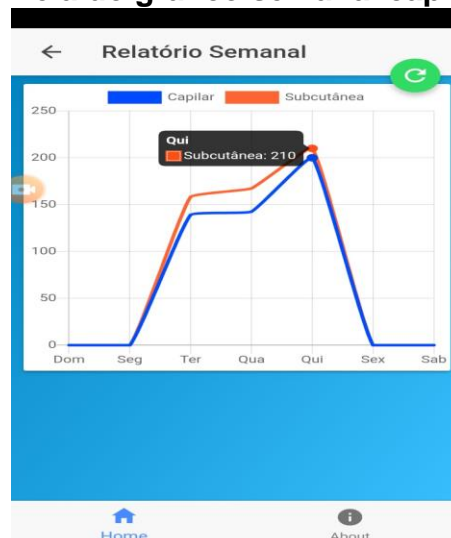 Relatório Semanal
Capilar Subcutânea
250
Qui
Subcutânea: 210
200
150
100
50
0
Dom Seg Ter Qua Qui Sex Sab
Home About